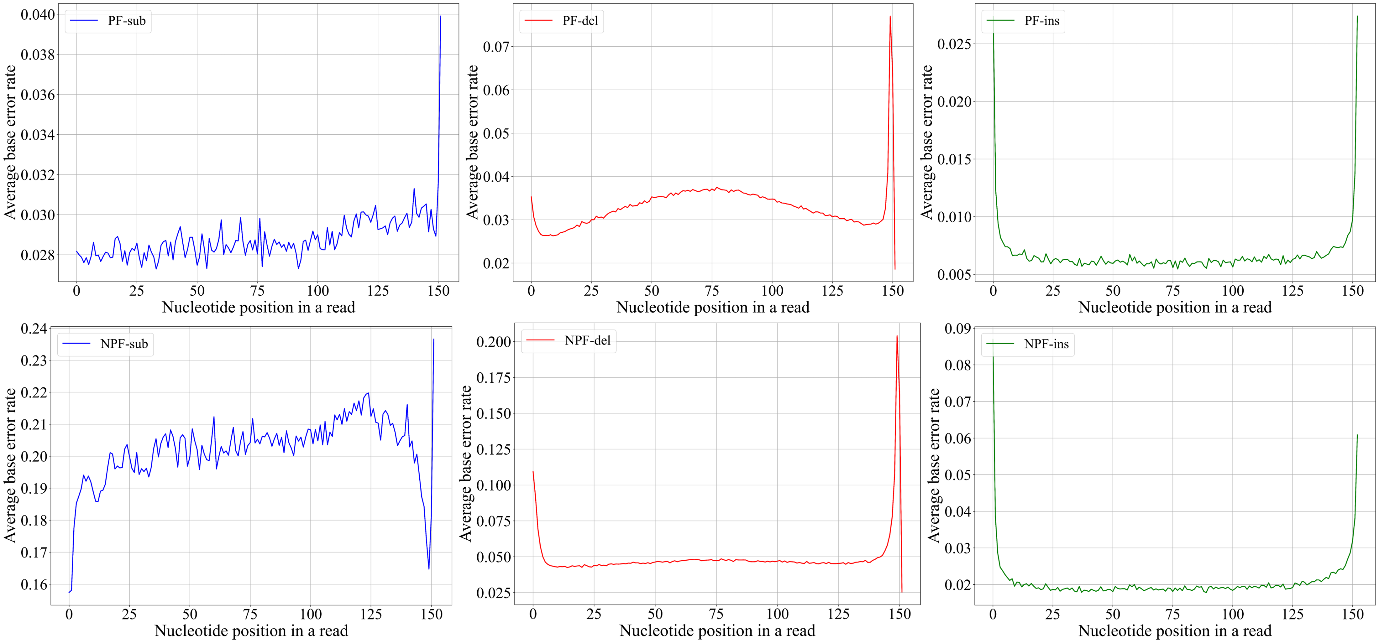 PF-sub
Average base error rate
0.040
0.038
0.036
0.034
0.032
0.030
0.028
0 25 50 75 100 125 150
Nucleotide position in a read
PF-del
Average base error rate
0.07
0.06
0.05
0.04
0.03
0.02
0 25 50 75 100 125 150
Nucleotide position in a read
PF-ins
Average base error rate
0.025
0.020
0.015
0.010
0.005
0 25 50 75 100 125 150
Nucleotide position in a read
NPF-sub
Average base error rate
0.24
0.23
0.22
0.21
0.20
0.19
0.18
0.17
0.16
0 25 50 75 100 125 150
Nucleotide position in a read
NPF-del
Average base error rate
0.200
0.175
0.150
0.125
0.100
0.075
0.050
0.025
0 25 50 75 100 125 150
Nucleotide position in a read
NPF-ins
Average base error rate
0.09
0.08
0.07
0.06
0.05
0.04
0.03
0.02
0 25 50 75 100 125 150
Nucleotide position in a read